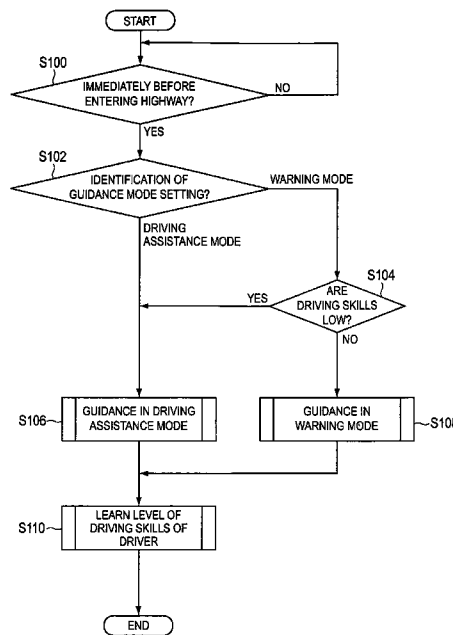 START
S100
IMMEDIATELY BEFORE
ENTERING HIGHWAY?
NO
YES
S102
IDENTIFICATION OF
GUIDANCE MODE SETTING?
WARNING MODE
DRIVING
ASSISTANCE MODE
S104
ARE
DRIVING SKILLS
LOW?
YES
NO
S106
GUIDANCE IN DRIVING
ASSISTANCE MODE
GUIDANCE IN
WARNING MODE
S108
S110
LEARN LEVEL OF
DRIVING SKILLS OF
DRIVER
END